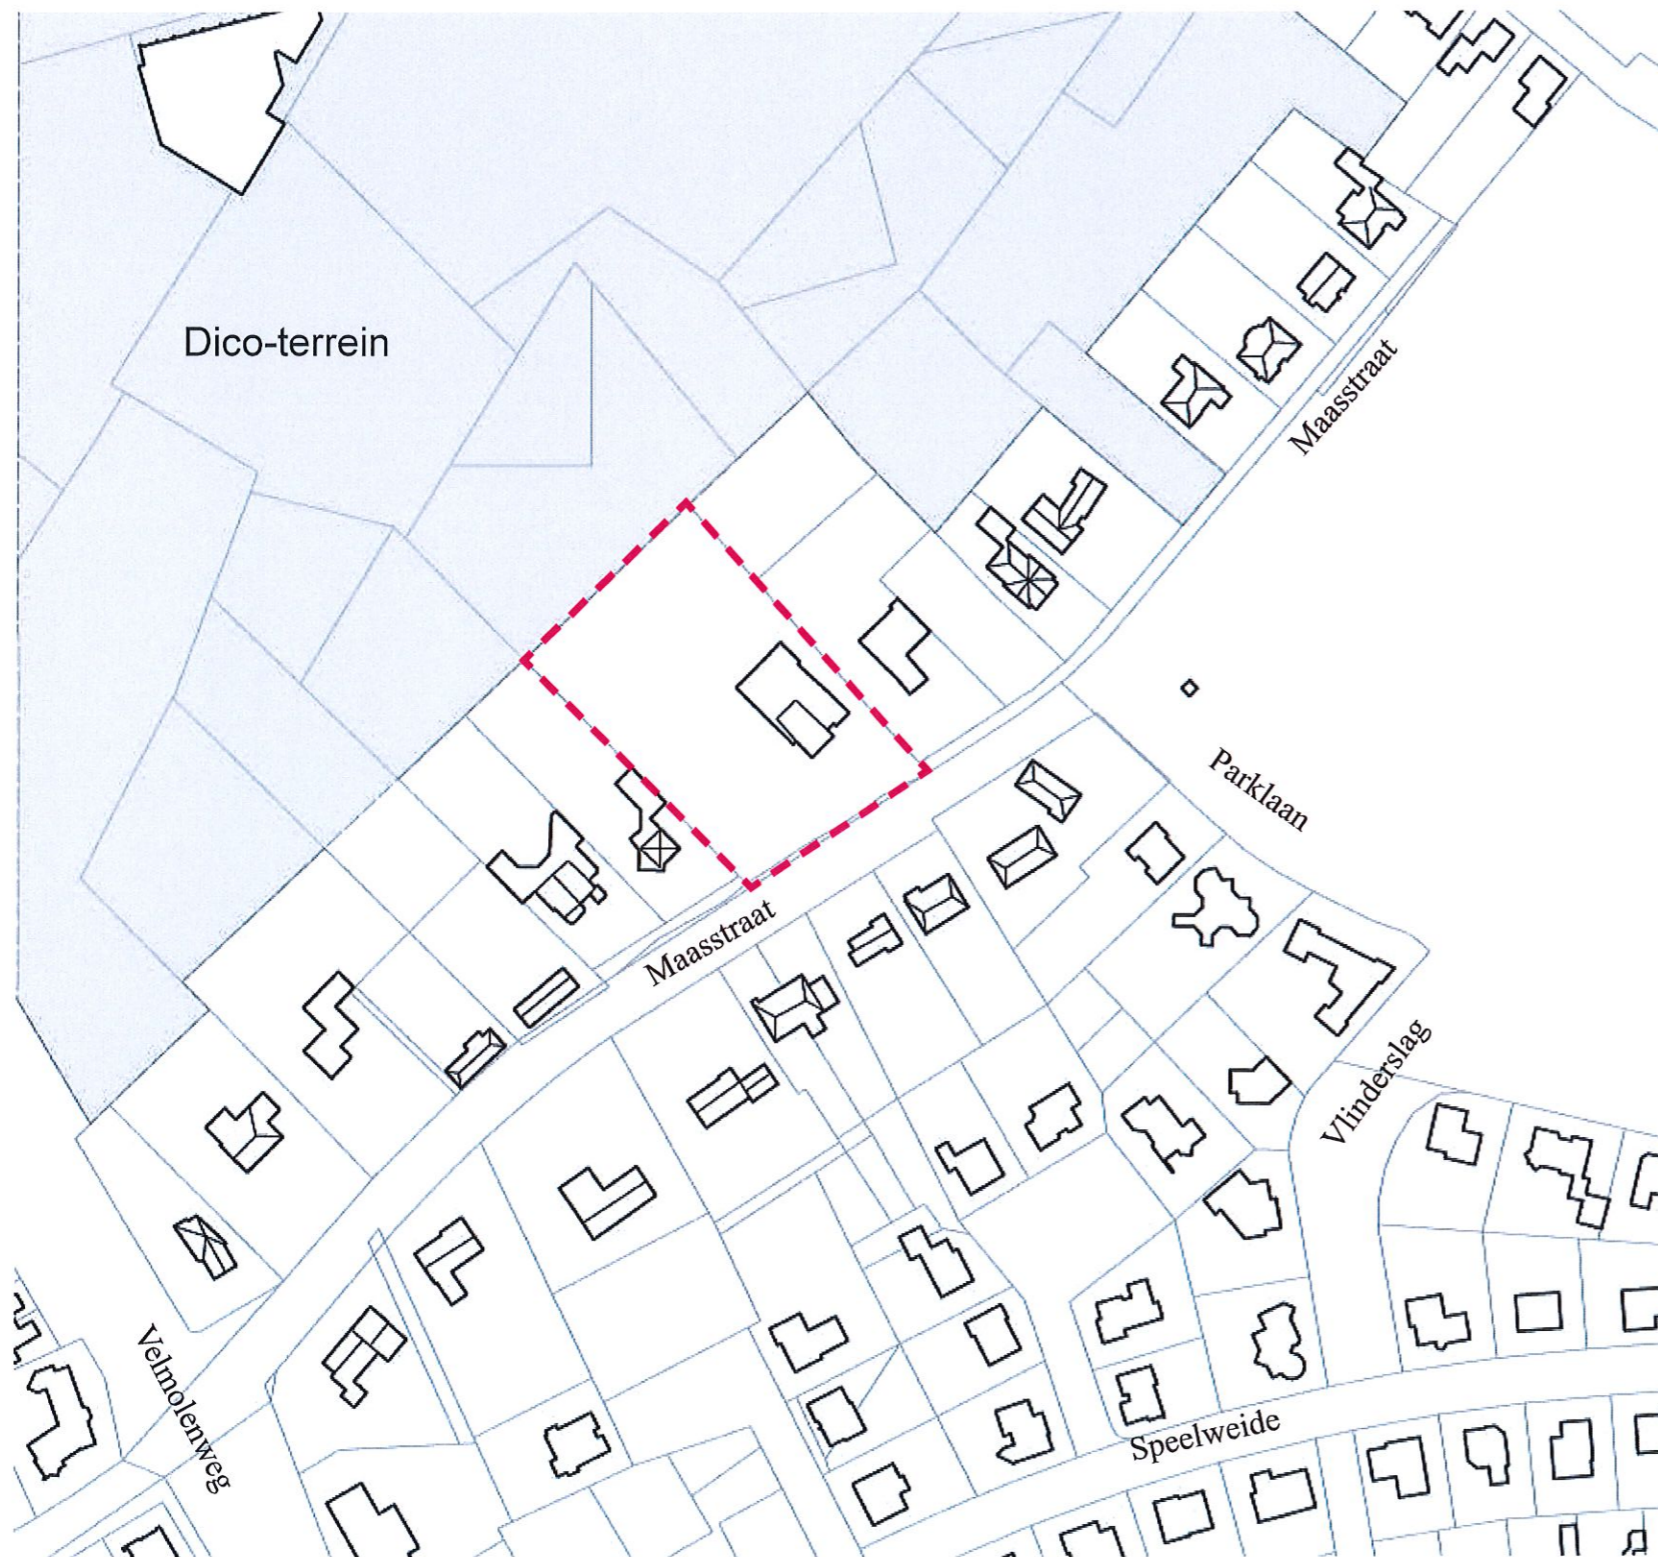 Dico-terrein
Maasstraat
Parklaan
Maasstraat
Vlinderslag
Velmolenweg
Speelweide